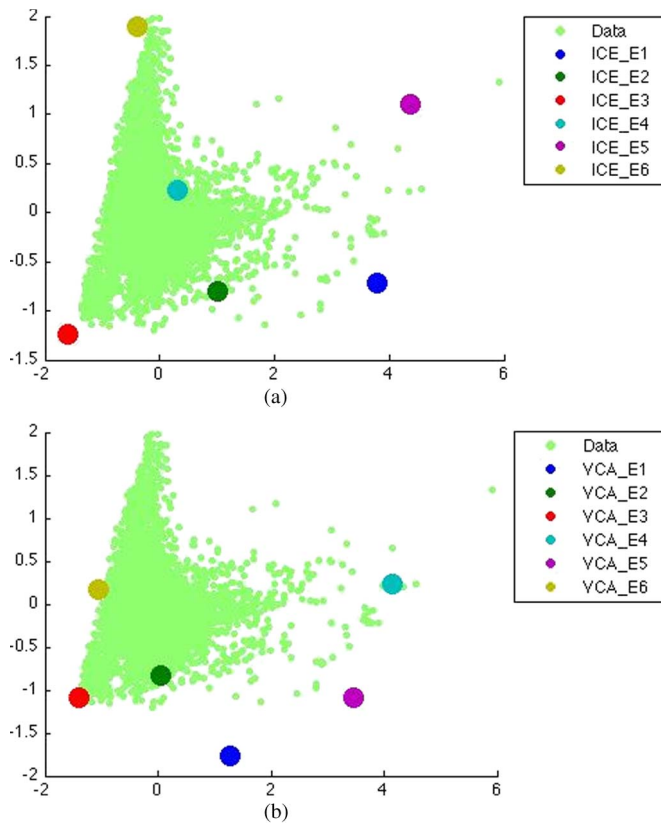 2
1.5
1
0.5
0
-0.5
-1
-1.5
-2 0 2 4 6
Data
ICE_E1
ICE_E2
ICE_E3
ICE_E4
ICE_E5
ICE_E6
(a)
2
1.5
1
0.5
0
-0.5
-1
-1.5
-2
-2 0 2 4 6
Data
VCA_E1
VCA_E2
VCA_E3
VCA_E4
VCA_E5
VCA_E6
(b)